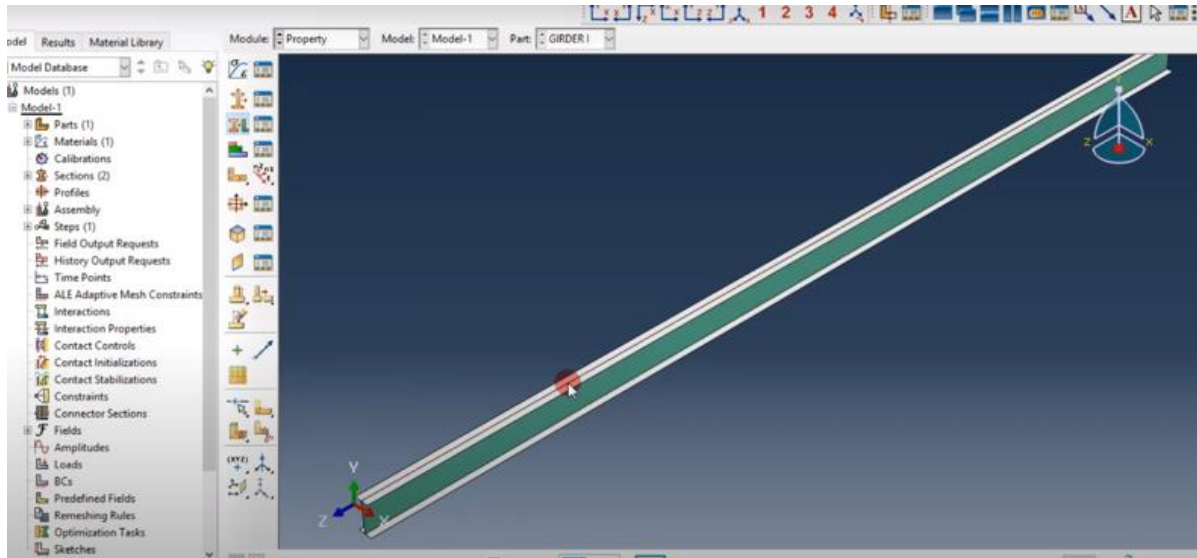 1 2 3 4 A
odel Results Material Library
Module: Property Model: Model-1 Part: GIRDER I
Model Database
Models (1)
Model-1
Parts (1)
Materials (1)
Calibrations
Sections (2)
Profiles
Assembly
Steps (1)
Field Output Requests
History Output Requests
Time Points
ALE Adaptive Mesh Constraints
Interactions
Interaction Properties
Contact Controls
Contact Initializations
Contact Stabilizations
Constraints
Connector Sections
Fields
Amplitudes
Loads
BCs
Predefined Fields
Remeshing Rules
Optimization Tasks
Sketches
(XYZ)
Y
Z X
Y
Z X